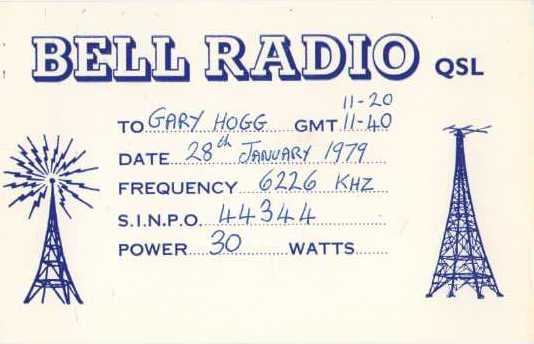 BELL RADIO QSL
11-20
TO GARY HOGG GMT 11-40
DATE 28th JANUARY 1979
FREQUENCY 6226 KHZ
S.I.N.P.O. 44344
POWER 30 WATTS